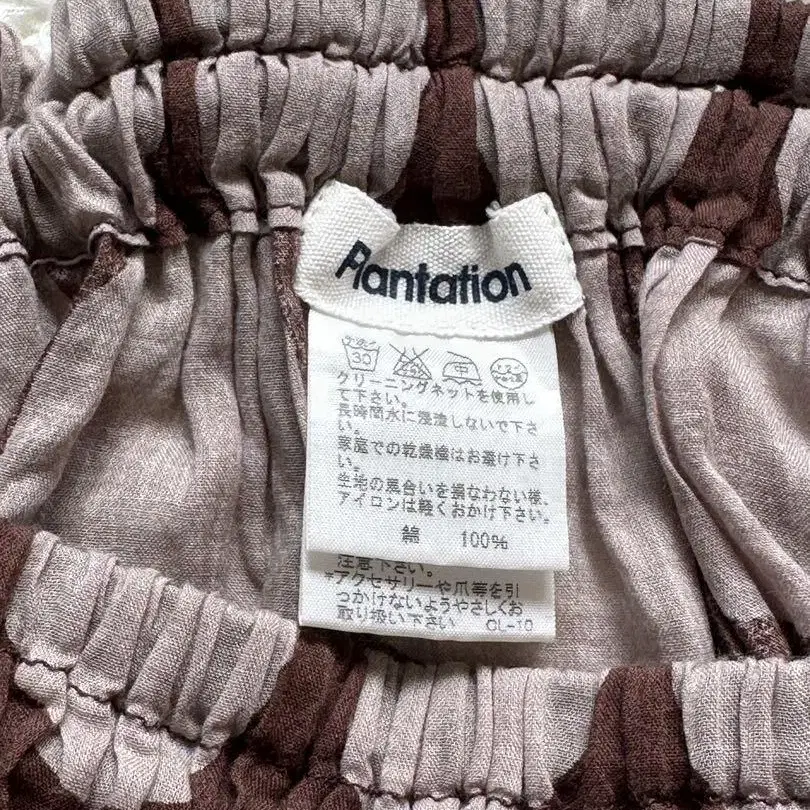 Plantation
30
クリーニングネットを使用し
て下さい。
長時間水に浸漬しないで下さ
い。
家庭での乾燥機はお避け下さ
い。
生地の風合いを損なわない様、
アイロンは軽くおかけ下さい。
綿 100%
注意下さい。
*アクセサリーや爪等を引
っかけないようやさしくお
取り扱い下さい CL-10